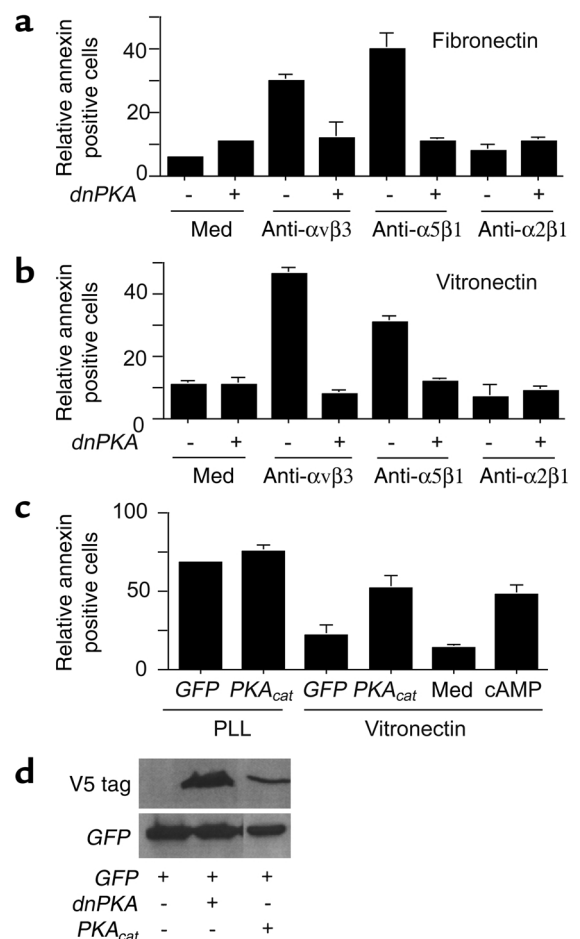 a
Relative annexin
positive cells
Fibronectin
40
20
0
dnPKA - + - + - + - +
Med Anti-αvβ3 Anti-α5β1 Anti-α2β1
b
Relative annexin
positive cells
Vitronectin
40
20
0
dnPKA - + - + - + - +
Med Anti-αvβ3 Anti-α5β1 Anti-α2β1
c
Relative annexin
positive cells
100
50
0
GFP PKAcat GFP PKAcat Med cAMP
PLL Vitronectin
d
V5 tag
GFP
GFP + + +
dnPKA - + -
PKAcat - - +